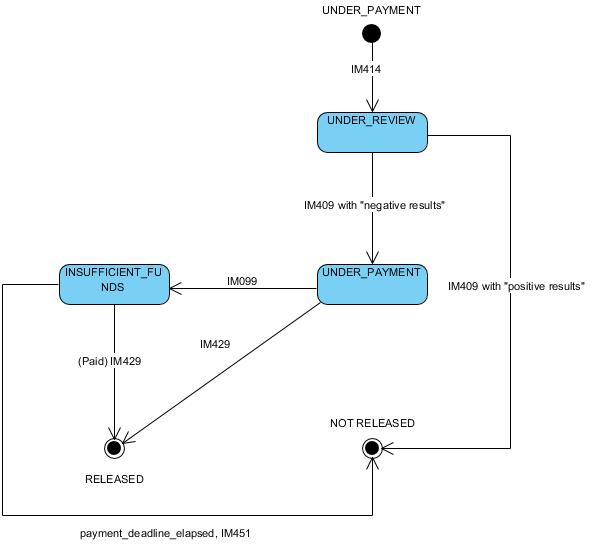 UNDER_PAYMENT
IM414
UNDER_REVIEW
IM409 with "negative results"
INSUFFICIENT_FU
NDS
IM099
UNDER_PAYMENT
IM409 with "positive results"
IM429
(Paid) IM429
NOT RELEASED
RELEASED
payment_deadline_elapsed, IM451